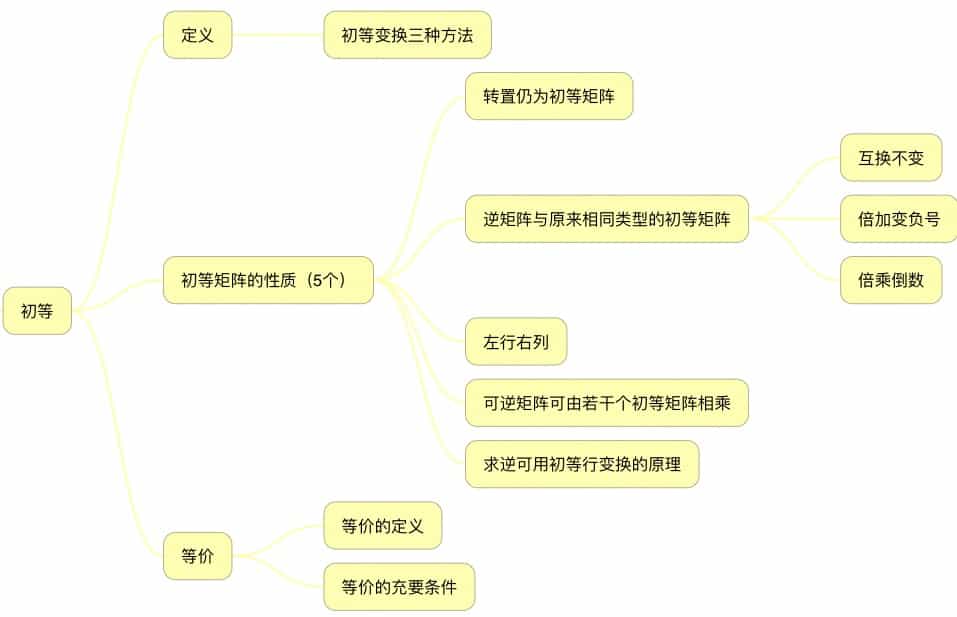 初等
定义
初等变换三种方法
初等矩阵的性质（5个）
转置仍为初等矩阵
逆矩阵与原来相同类型的初等矩阵
互换不变
倍加变负号
倍乘倒数
左行右列
可逆矩阵可由若干个初等矩阵相乘
求逆可用初等行变换的原理
等价
等价的定义
等价的充要条件